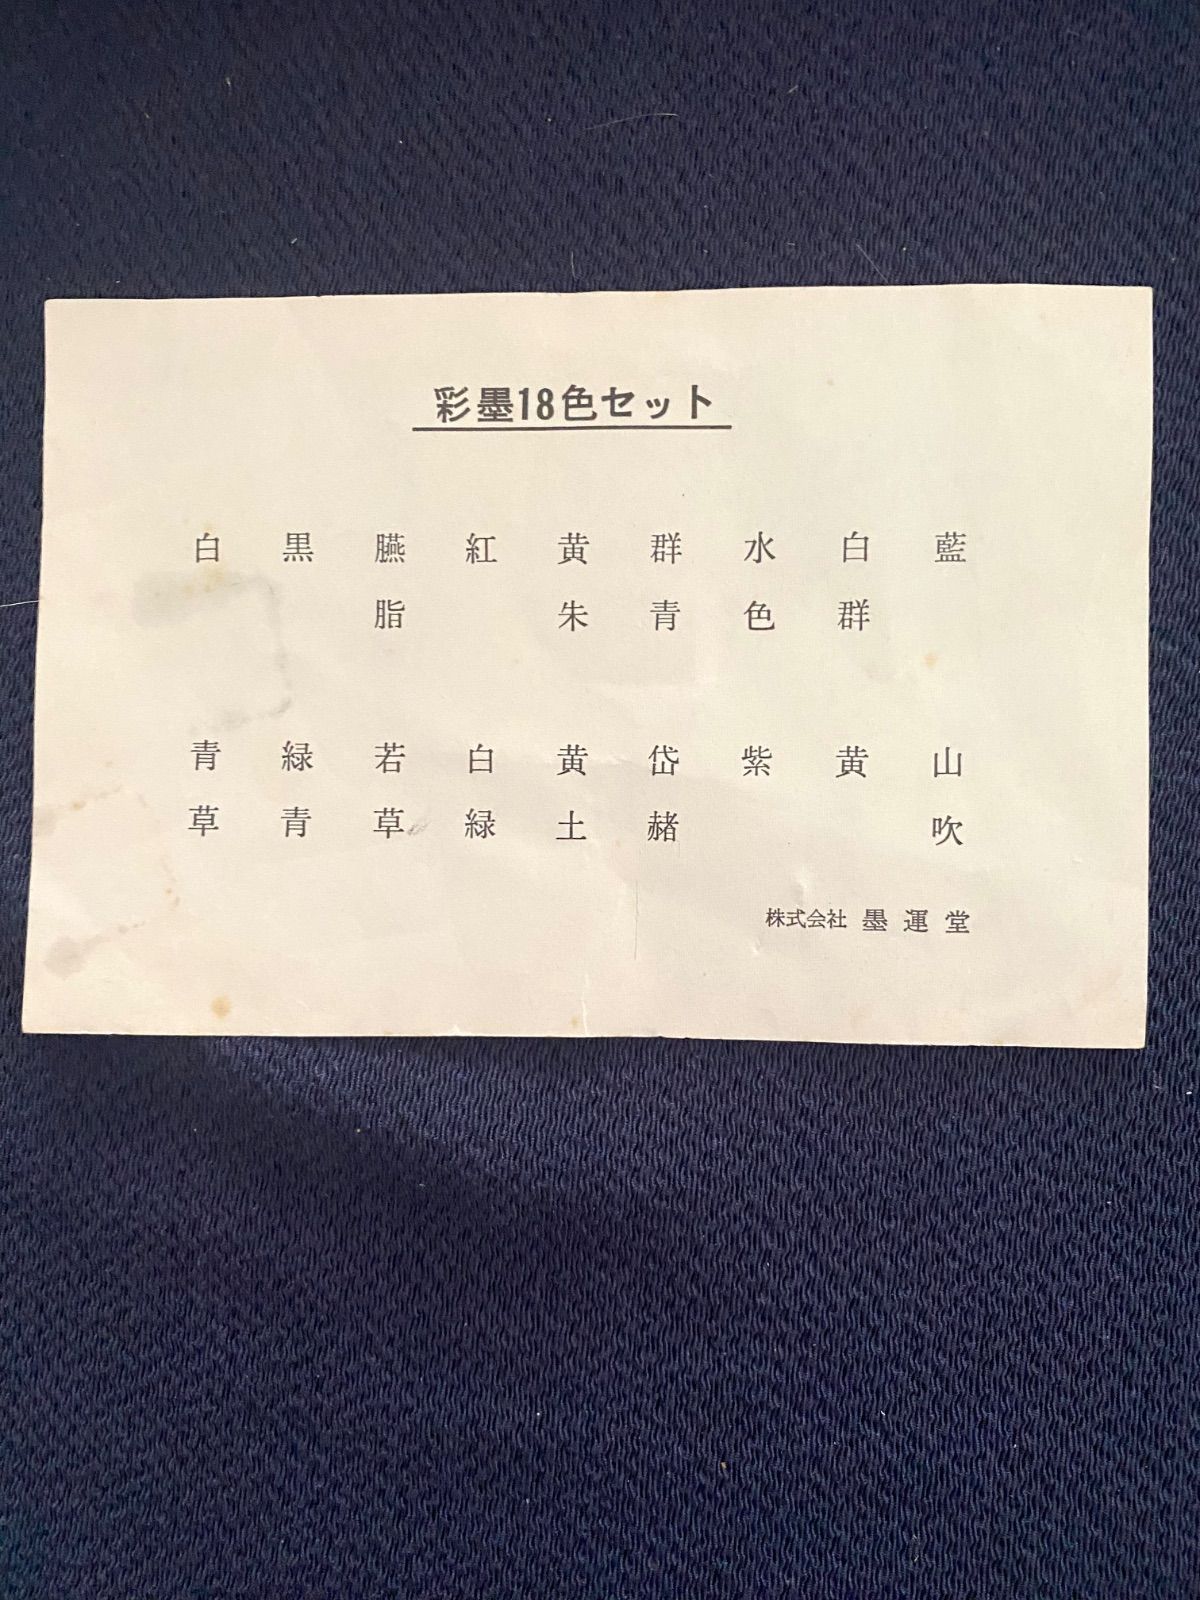 彩墨18色セット
白 黒 臙脂 紅 黄朱 群青 水色 白群 藍
青草 緑青 若草 白緑 黄土 岱赭 紫 黄 山吹
株式会社 墨運堂